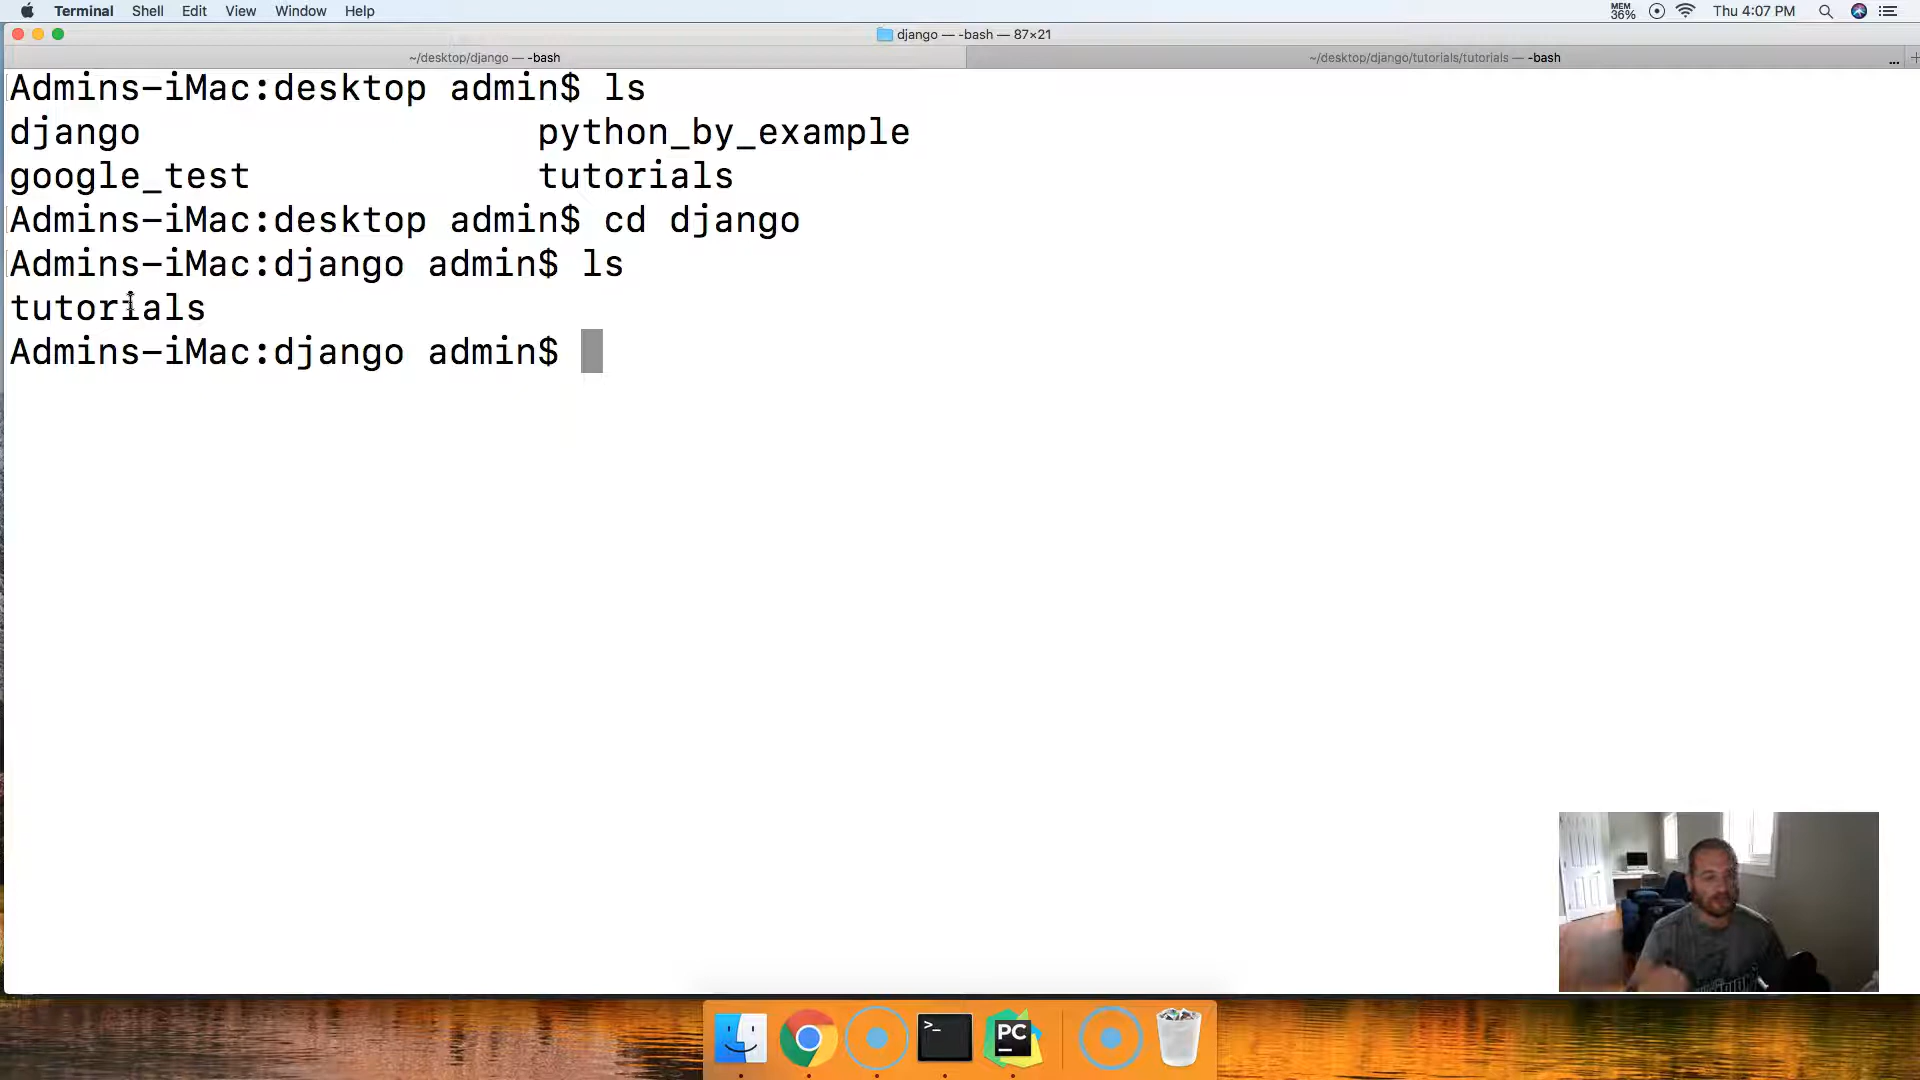 Terminal Shell Edit View Window Help MEM 36% Thu 4:07 PM
django — -bash — 87×21
~/desktop/django — -bash ~/desktop/django/tutorials/tutorials — -bash ... +
Admins-iMac:desktop admin$ ls
django python_by_example
google_test tutorials
Admins-iMac:desktop admin$ cd django
Admins-iMac:django admin$ ls
tutorials
Admins-iMac:django admin$
>_ PC